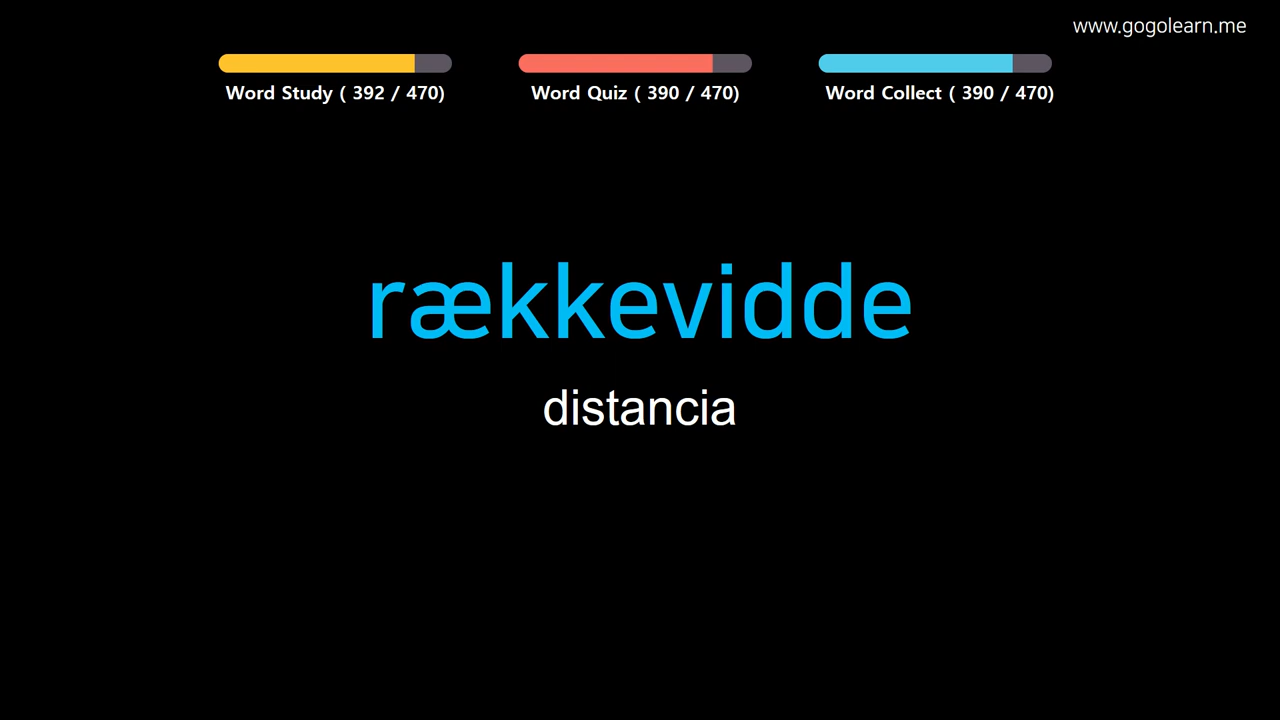 www.gogolearn.me
Word Study ( 392 / 470)
Word Quiz ( 390 / 470)
Word Collect ( 390 / 470)
rækkevidde
distancia